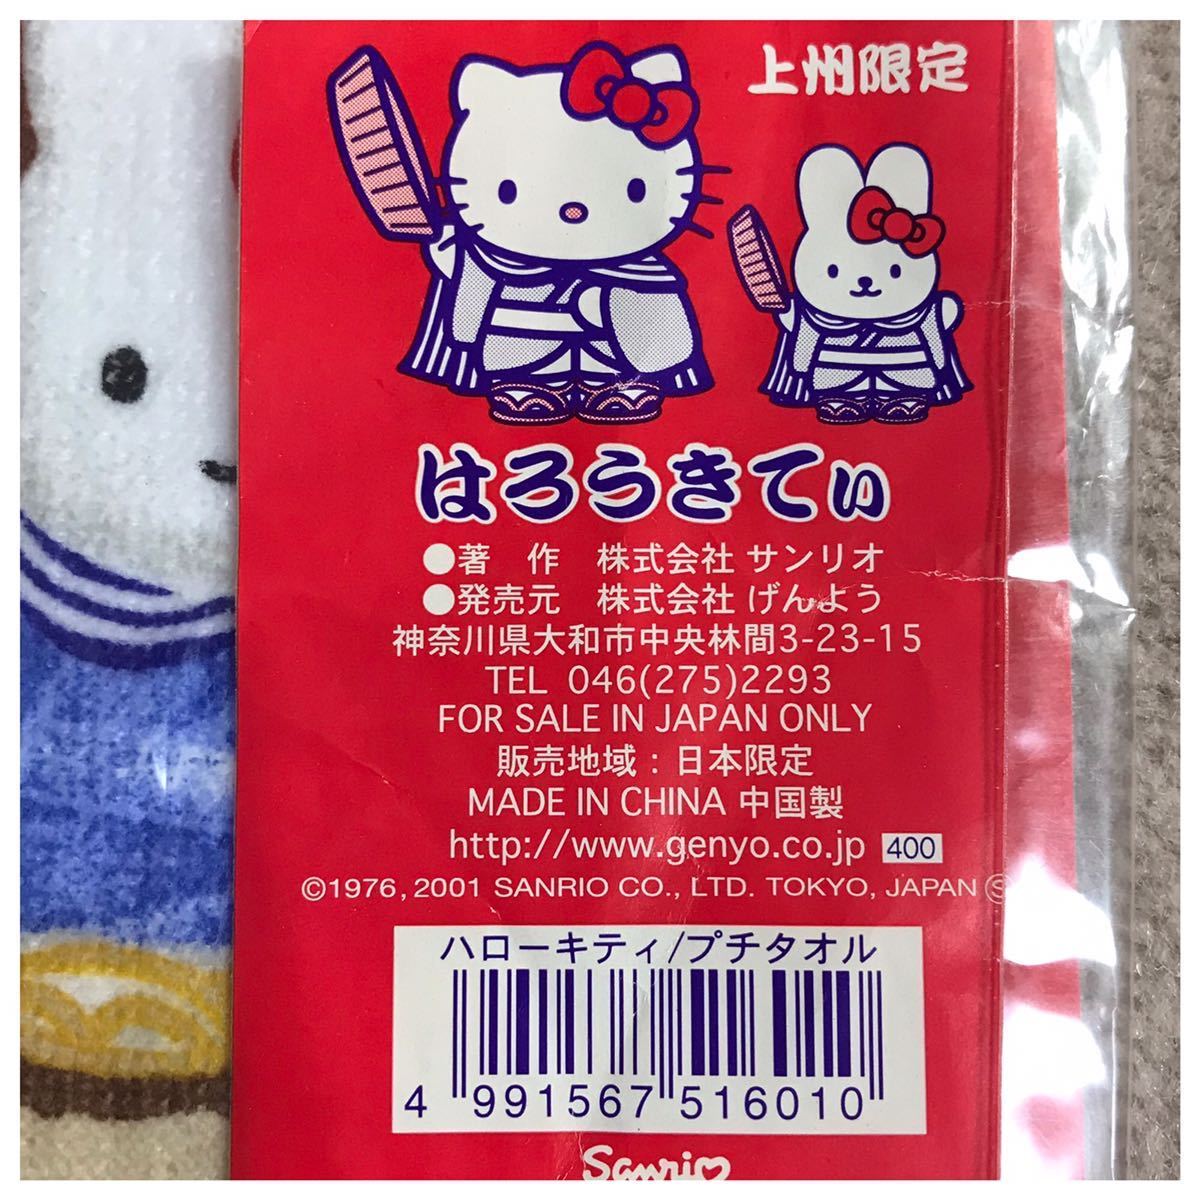 上州限定
はろうきてぃ
●著　作　株式会社 サンリオ
●発売元　株式会社 げんよう
神奈川県大和市中央林間3-23-15
TEL 046(275)2293
FOR SALE IN JAPAN ONLY
販売地域：日本限定
MADE IN CHINA 中国製
http://www.genyo.co.jp 400
©1976, 2001 SANRIO CO., LTD. TOKYO, JAPAN Ⓢ
ハローキティ/プチタオル
4 991567 516010
Sanrio